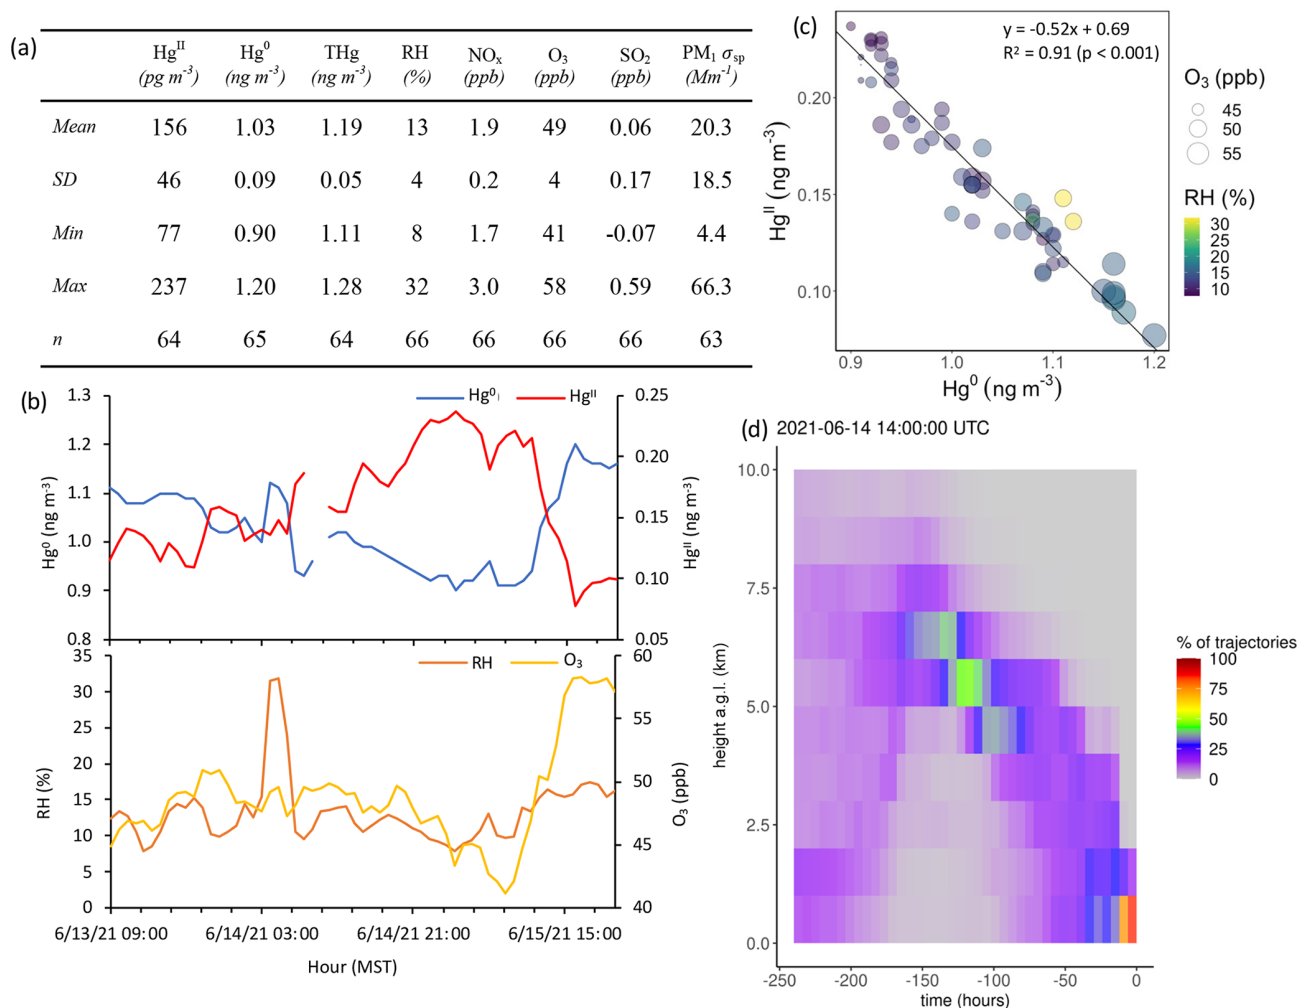 (a)
Hg^II Hg^0 THg RH NO_x O_3 SO_2 PM_1 σ_sp
(pg m^-3) (ng m^-3) (ng m^-3) (%) (ppb) (ppb) (ppb) (Mm^-1)
Mean 156 1.03 1.19 13 1.9 49 0.06 20.3
SD 46 0.09 0.05 4 0.2 4 0.17 18.5
Min 77 0.90 1.11 8 1.7 41 -0.07 4.4
Max 237 1.20 1.28 32 3.0 58 0.59 66.3
n 64 65 64 66 66 66 66 63
(c)
y = -0.52x + 0.69
R² = 0.91 (p < 0.001)
Hg^II (ng m^-3)
0.20
0.15
0.10
0.9 1.0 1.1 1.2
Hg^0 (ng m^-3)
O_3 (ppb)
45
50
55
RH (%)
30
25
20
15
10
(b)
Hg^0 Hg^II
Hg^0 (ng m^-3)
1.3
1.2
1.1
1.0
0.9
0.8
0.25
0.20
0.15
0.10
0.05
Hg^II (ng m^-3)
RH O_3
RH (%)
35
30
25
20
15
10
5
0
60
55
50
45
40
O_3 (ppb)
6/13/21 09:00 6/14/21 03:00 6/14/21 21:00 6/15/21 15:00
Hour (MST)
(d) 2021-06-14 14:00:00 UTC
height a.g.l. (km)
10.0
7.5
5.0
2.5
0.0
-250 -200 -150 -100 -50 0
time (hours)
% of trajectories
100
75
50
25
0